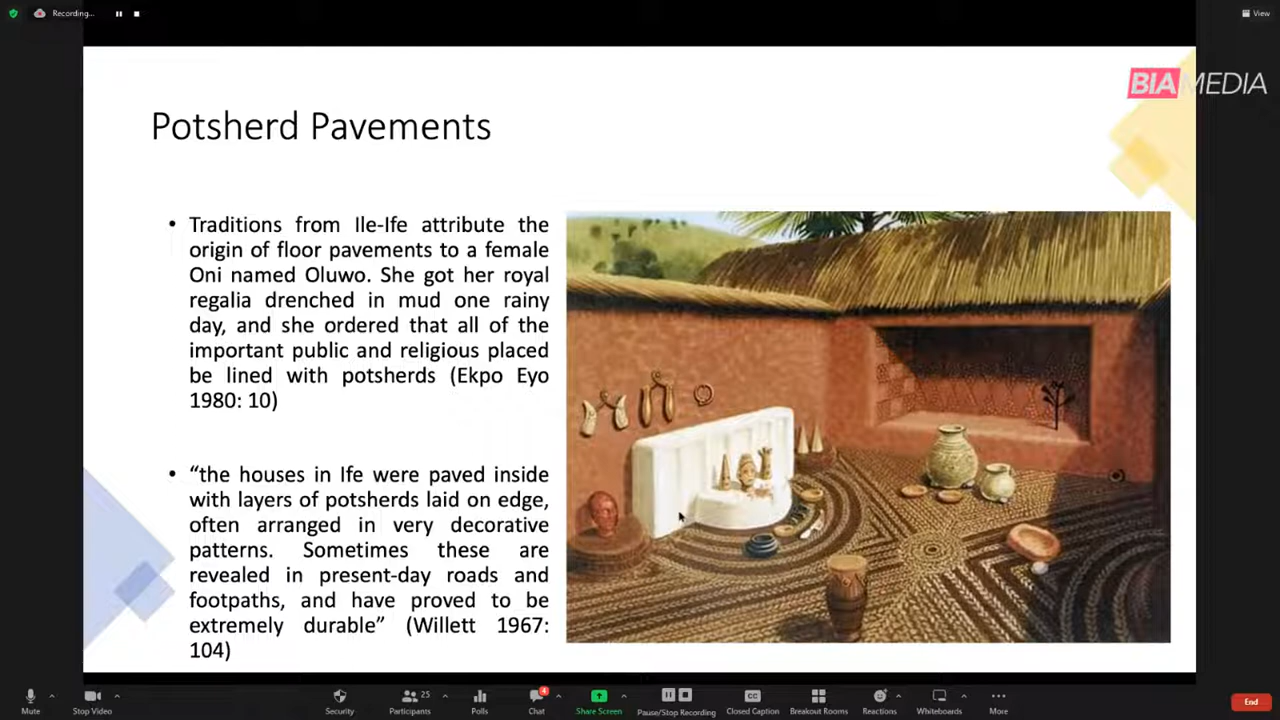 Recording...
View
BIAMEDIA
Potsherd Pavements
• Traditions from Ile-Ife attribute the
origin of floor pavements to a female
Oni named Oluwo. She got her royal
regalia drenched in mud one rainy
day, and she ordered that all of the
important public and religious placed
be lined with potsherds (Ekpo Eyo
1980: 10)
• “the houses in Ife were paved inside
with layers of potsherds laid on edge,
often arranged in very decorative
patterns. Sometimes these are
revealed in present-day roads and
footpaths, and have proved to be
extremely durable” (Willett 1967:
104)
Mute
Stop Video
Security
Participants 25
Polls
Chat 4
Share Screen
Pause/Stop Recording
CC Closed Caption
Breakout Rooms
Reactions
Whiteboards
More
End